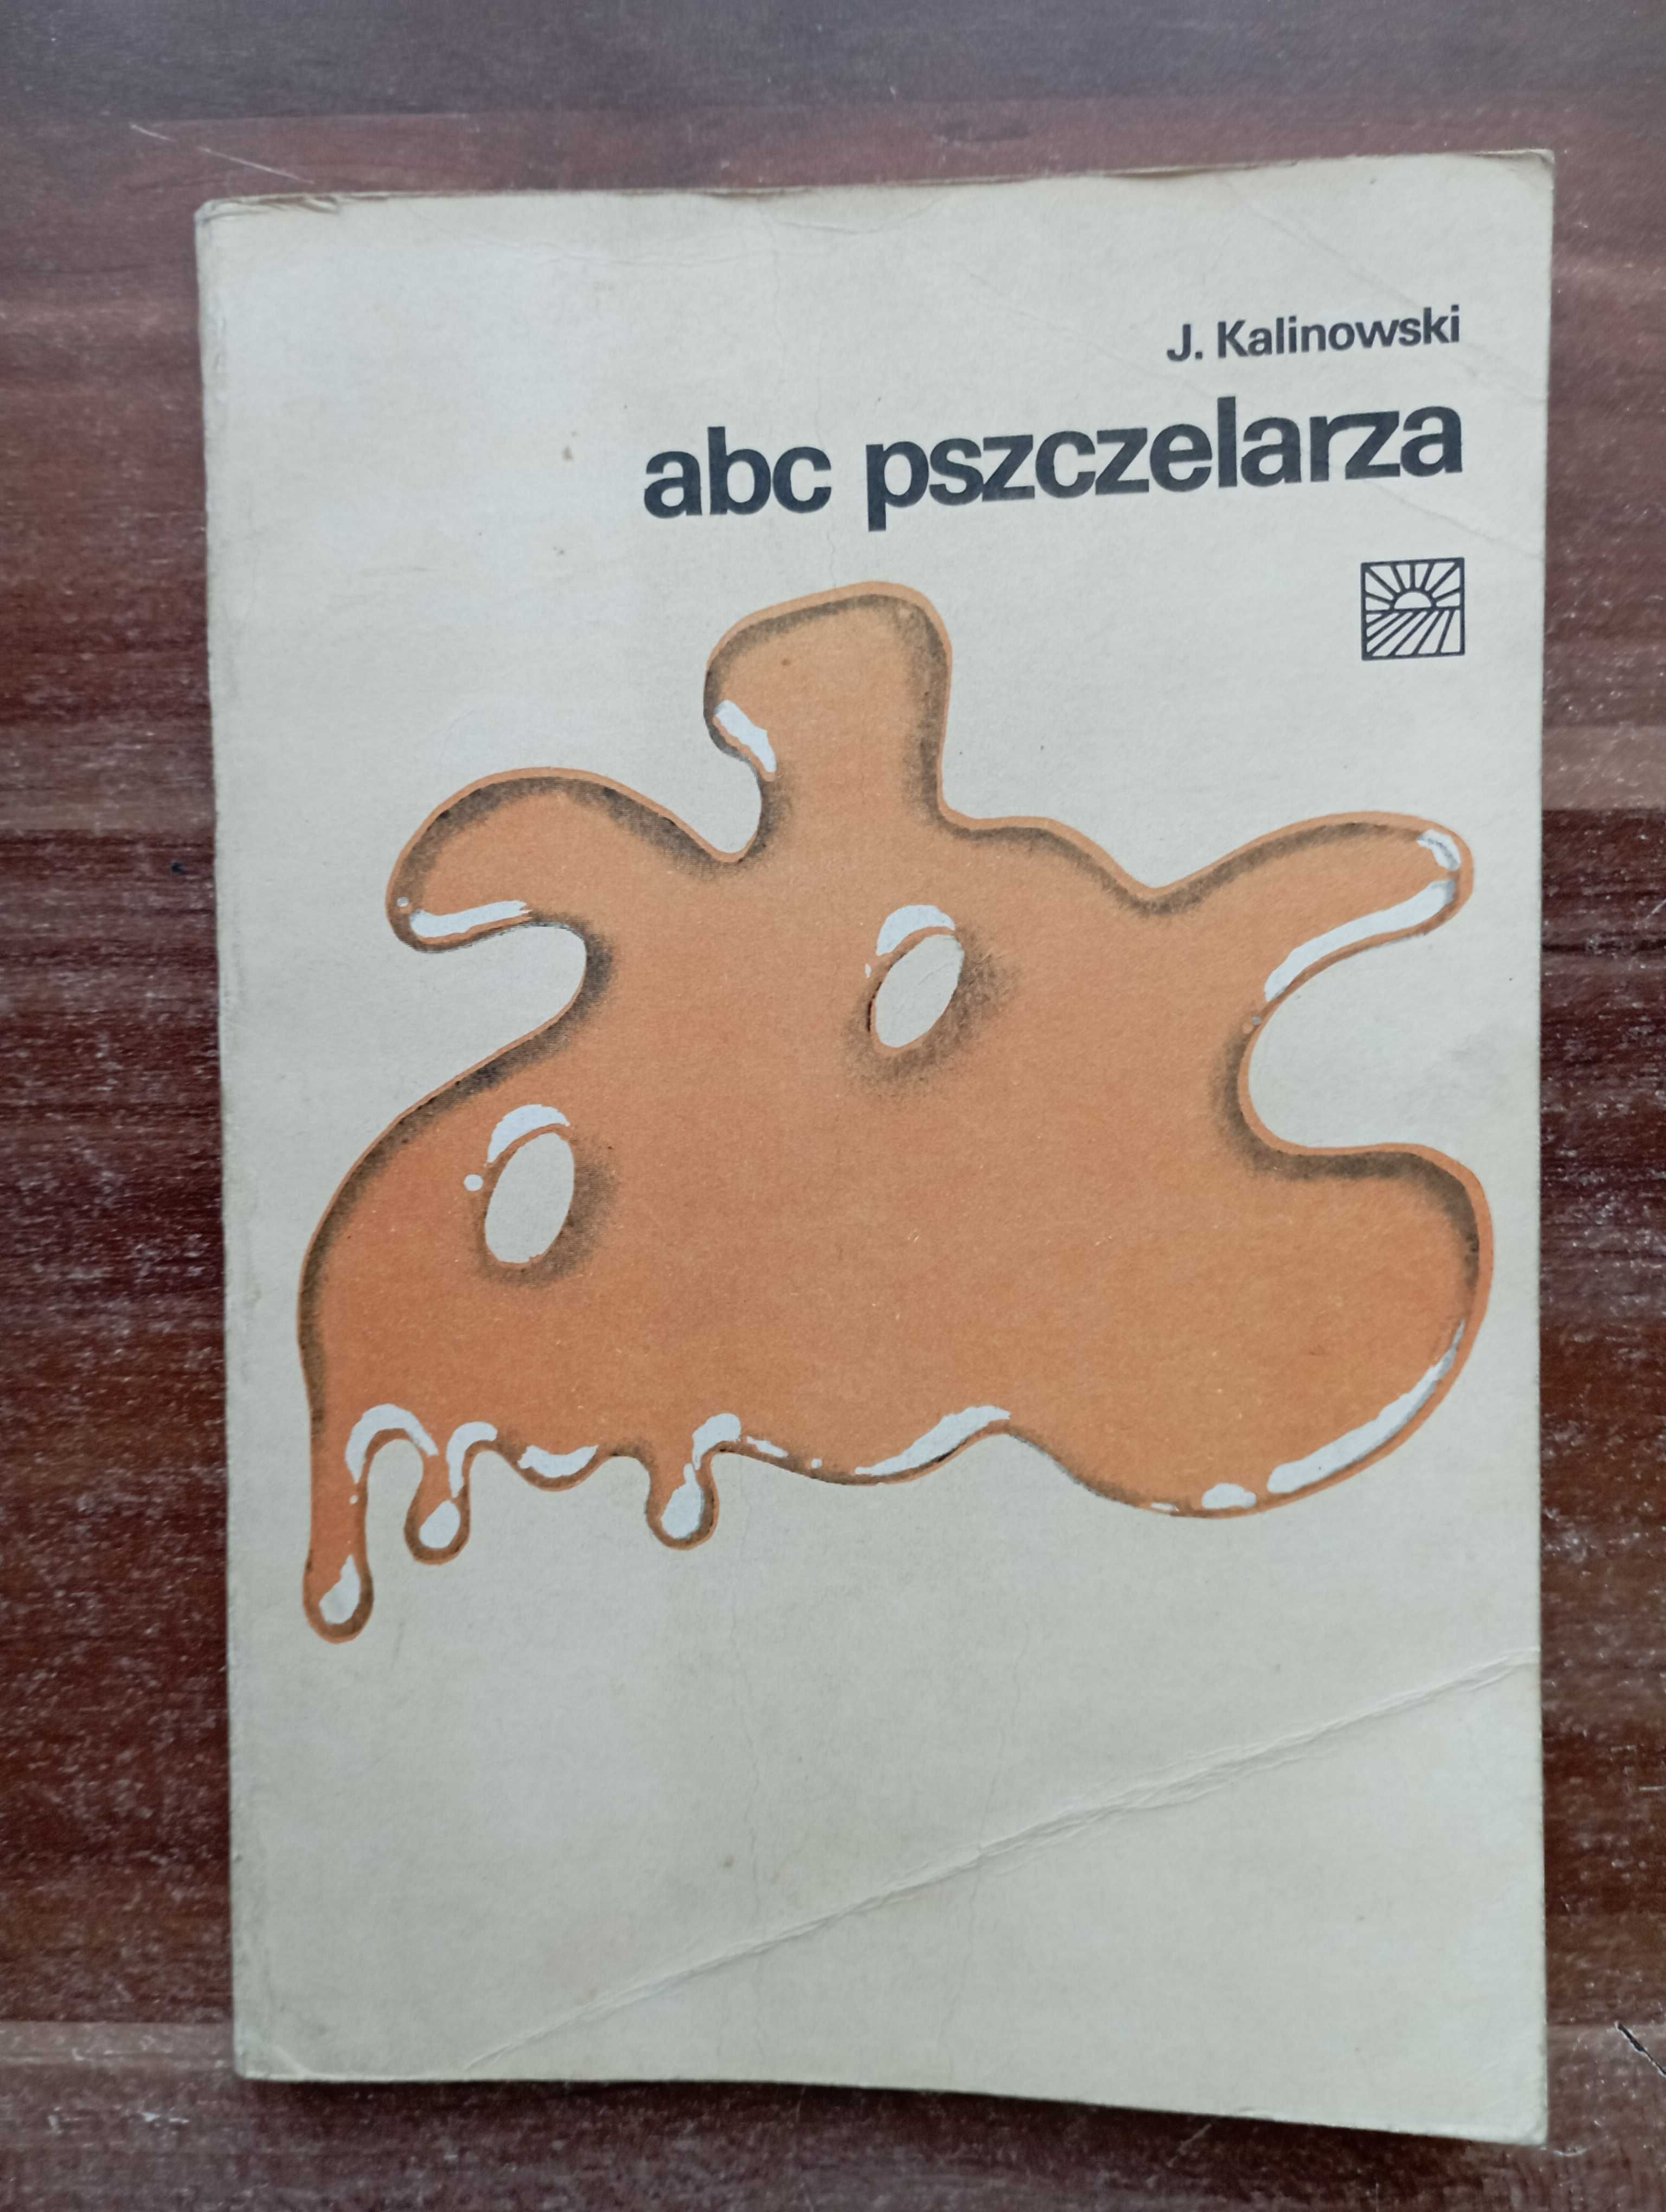 J. Kalinowski
abc pszczelarza